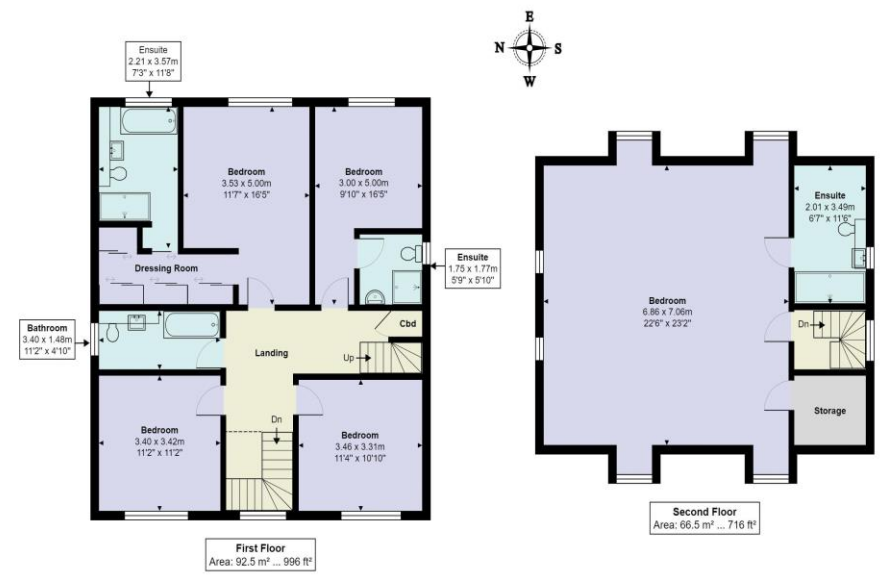 E
N S
W
Ensuite
2.21 x 3.57m
7'3" x 11'8"
Bedroom
3.53 x 5.00m
11'7" x 16'5"
Bedroom
3.00 x 5.00m
9'10" x 16'5"
Dressing Room
Ensuite
1.75 x 1.77m
5'9" x 5'10"
Bathroom
3.40 x 1.48m
11'2" x 4'10"
Landing
Cbd
Up
Bedroom
3.40 x 3.42m
11'2" x 11'2"
Dn
Bedroom
3.46 x 3.31m
11'4" x 10'10"
First Floor
Area: 92.5 m² ... 996 ft²
Ensuite
2.01 x 3.49m
6'7" x 11'6"
Bedroom
6.86 x 7.06m
22'6" x 23'2"
Dn
Storage
Second Floor
Area: 66.5 m² ... 716 ft²